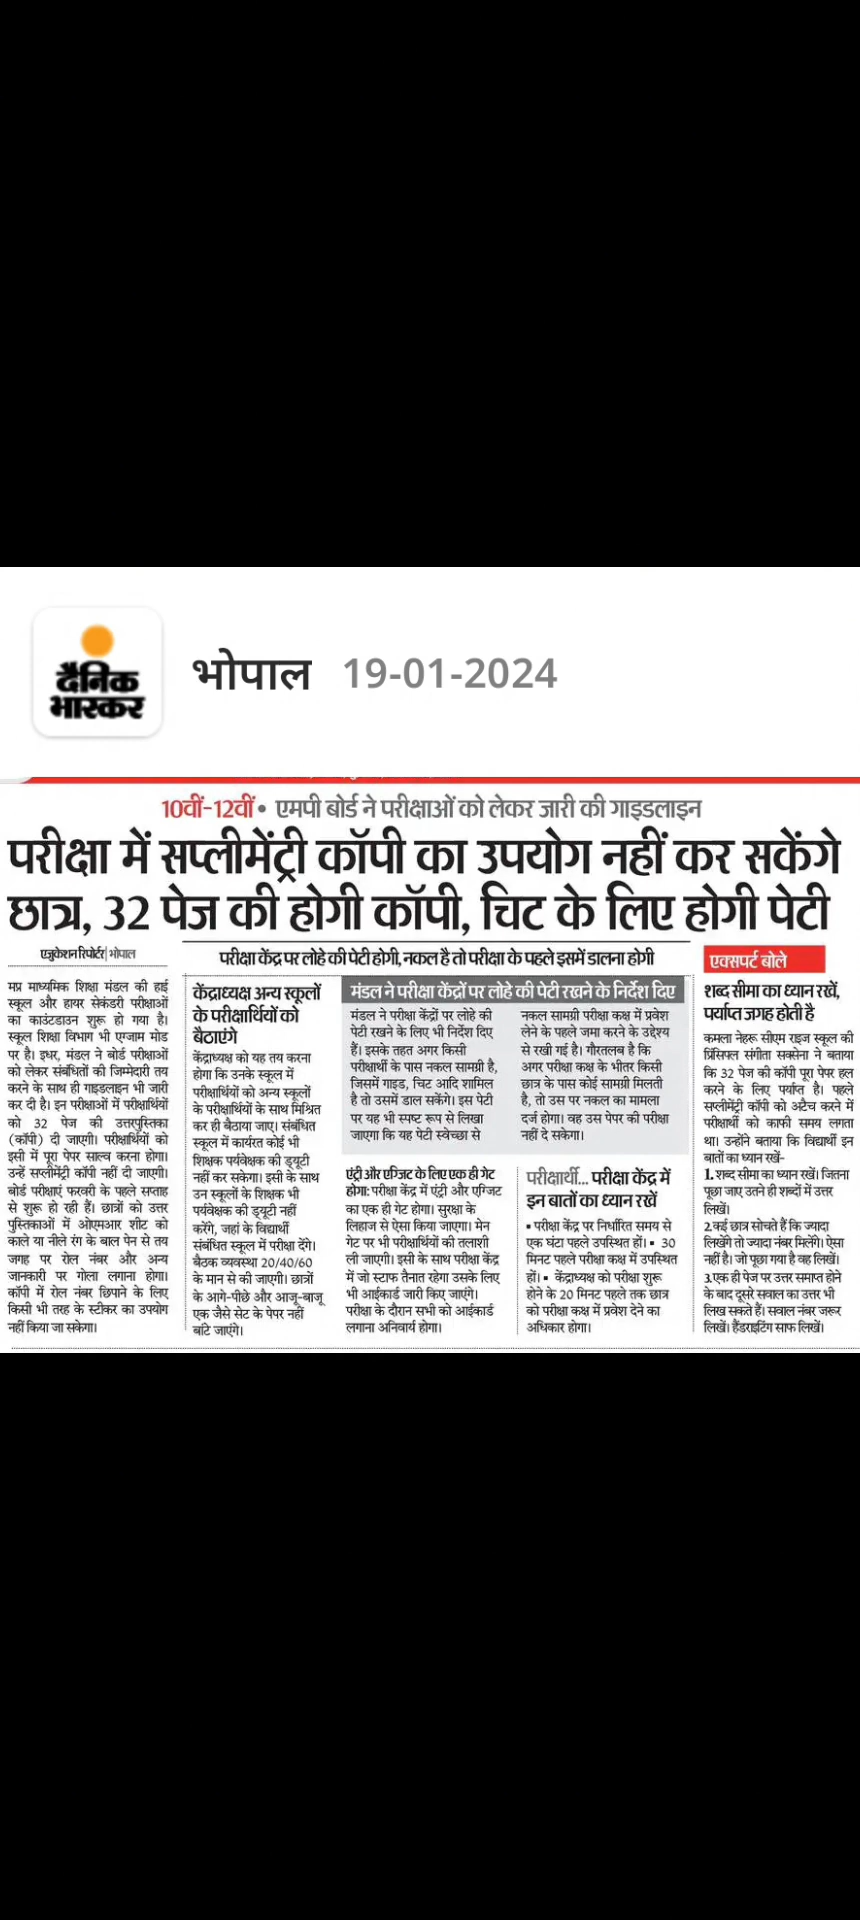 दैनिक
भास्कर
भोपाल 19-01-2024
10वीं-12वीं • एमपी बोर्ड ने परीक्षाओं को लेकर जारी की गाइडलाइन
परीक्षा में सप्लीमेंट्री कॉपी का उपयोग नहीं कर सकेंगे
छात्र, 32 पेज की होगी कॉपी, चिट के लिए होगी पेटी
एजुकेशन रिपोर्टर | भोपाल
मप्र माध्यमिक शिक्षा मंडल की हाई
स्कूल और हायर सेकंडरी परीक्षाओं
का काउंटडाउन शुरू हो गया है।
स्कूल शिक्षा विभाग भी एग्जाम मोड
पर है। इधर, मंडल ने बोर्ड परीक्षाओं
को लेकर संबंधितों की जिम्मेदारी तय
करने के साथ ही गाइडलाइन भी जारी
कर दी है। इन परीक्षाओं में परीक्षार्थियों
को 32 पेज की उत्तरपुस्तिका
(कॉपी) दी जाएगी। परीक्षार्थियों को
इसी में पूरा पेपर साल्व करना होगा।
उन्हें सप्लीमेंट्री कॉपी नहीं दी जाएगी।
बोर्ड परीक्षाएं फरवरी के पहले सप्ताह
से शुरू हो रही हैं। छात्रों को उत्तर
पुस्तिकाओं में ओएमआर शीट को
काले या नीले रंग के बाल पेन से तय
जगह पर रोल नंबर और अन्य
जानकारी पर गोला लगाना होगा।
कॉपी में रोल नंबर छिपाने के लिए
किसी भी तरह के स्टीकर का उपयोग
नहीं किया जा सकेगा।
परीक्षा केंद्र पर लोहे की पेटी होगी, नकल है तो परीक्षा के पहले इसमें डालना होगी
केंद्राध्यक्ष अन्य स्कूलों
के परीक्षार्थियों को
बैठाएंगे
केंद्राध्यक्ष को यह तय करना
होगा कि उनके स्कूल में
परीक्षार्थियों को अन्य स्कूलों
के परीक्षार्थियों के साथ मिश्रित
कर ही बैठाया जाए। संबंधित
स्कूल में कार्यरत कोई भी
शिक्षक पर्यवेक्षक की ड्यूटी
नहीं कर सकेगा। इसी के साथ
उन स्कूलों के शिक्षक भी
पर्यवेक्षक की ड्यूटी नहीं
करेंगे, जहां के विद्यार्थी
संबंधित स्कूल में परीक्षा देंगे।
बैठक व्यवस्था 20/40/60
के मान से की जाएगी। छात्रों
के आगे-पीछे और आजू-बाजू
एक जैसे सेट के पेपर नहीं
बांटे जाएंगे।
मंडल ने परीक्षा केंद्रों पर लोहे की पेटी रखने के निर्देश दिए
मंडल ने परीक्षा केंद्रों पर लोहे की
पेटी रखने के लिए भी निर्देश दिए
हैं। इसके तहत अगर किसी
परीक्षार्थी के पास नकल सामग्री है,
जिसमें गाइड, चिट आदि शामिल
है तो उसमें डाल सकेंगे। इस पेटी
पर यह भी स्पष्ट रूप से लिखा
जाएगा कि यह पेटी स्वेच्छा से
नकल सामग्री परीक्षा कक्ष में प्रवेश
लेने के पहले जमा करने के उद्देश्य
से रखी गई है। गौरतलब है कि
अगर परीक्षा कक्ष के भीतर किसी
छात्र के पास कोई सामग्री मिलती
है, तो उस पर नकल का मामला
दर्ज होगा। वह उस पेपर की परीक्षा
नहीं दे सकेगा।
एंट्री और एग्जिट के लिए एक ही गेट
होगा: परीक्षा केंद्र में एंट्री और एग्जिट
का एक ही गेट होगा। सुरक्षा के
लिहाज से ऐसा किया जाएगा। मेन
गेट पर भी परीक्षार्थियों की तलाशी
ली जाएगी। इसी के साथ परीक्षा केंद्र
में जो स्टाफ तैनात रहेगा उसके लिए
भी आईकार्ड जारी किए जाएंगे।
परीक्षा के दौरान सभी को आईकार्ड
लगाना अनिवार्य होगा।
परीक्षार्थी... परीक्षा केंद्र में
इन बातों का ध्यान रखें
▪ परीक्षा केंद्र पर निर्धारित समय से
एक घंटा पहले उपस्थित हों। ▪ 30
मिनट पहले परीक्षा कक्ष में उपस्थित
हों। ▪ केंद्राध्यक्ष को परीक्षा शुरू
होने के 20 मिनट पहले तक छात्र
को परीक्षा कक्ष में प्रवेश देने का
अधिकार होगा।
एक्सपर्ट बोले
शब्द सीमा का ध्यान रखें,
पर्याप्त जगह होती है
कमला नेहरू सीएम राइज स्कूल की
प्रिंसिपल संगीता सक्सेना ने बताया
कि 32 पेज की कॉपी पूरा पेपर हल
करने के लिए पर्याप्त है। पहले
सप्लीमेंट्री कॉपी को अटैच करने में
परीक्षार्थी को काफी समय लगता
था। उन्होंने बताया कि विद्यार्थी इन
बातों का ध्यान रखें-
1. शब्द सीमा का ध्यान रखें। जितना
पूछा जाए उतने ही शब्दों में उत्तर
लिखें।
2.कई छात्र सोचते हैं कि ज्यादा
लिखेंगे तो ज्यादा नंबर मिलेंगे। ऐसा
नहीं है। जो पूछा गया है वह लिखें।
3.एक ही पेज पर उत्तर समाप्त होने
के बाद दूसरे सवाल का उत्तर भी
लिख सकते हैं। सवाल नंबर जरूर
लिखें। हैंडराइटिंग साफ लिखें।